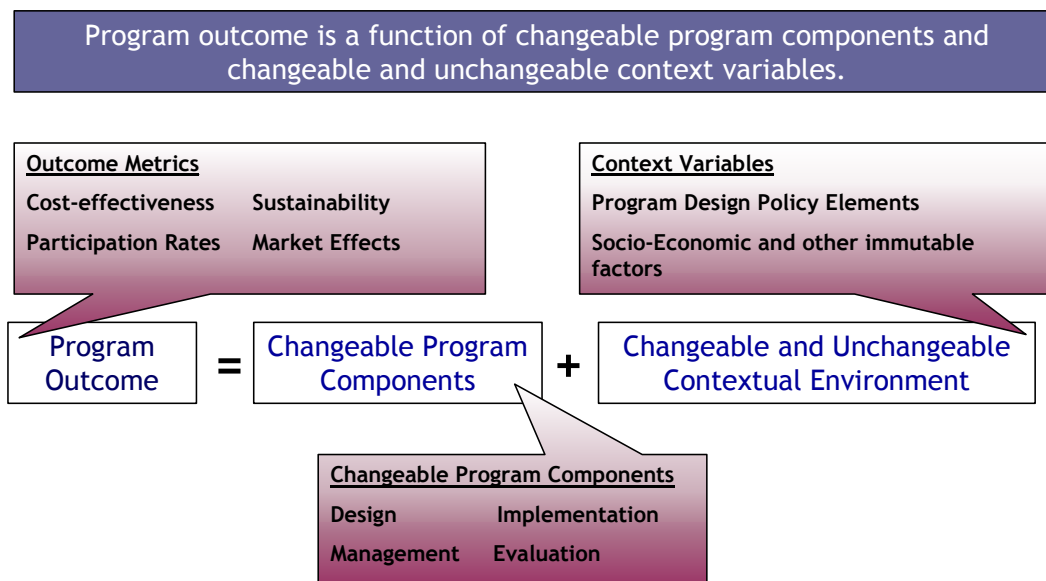 Program outcome is a function of changeable program components and
changeable and unchangeable context variables.
Outcome Metrics
Cost-effectiveness Sustainability
Participation Rates Market Effects
Context Variables
Program Design Policy Elements
Socio-Economic and other immutable
factors
Program
Outcome
=
Changeable Program
Components
+
Changeable and Unchangeable
Contextual Environment
Changeable Program Components
Design Implementation
Management Evaluation